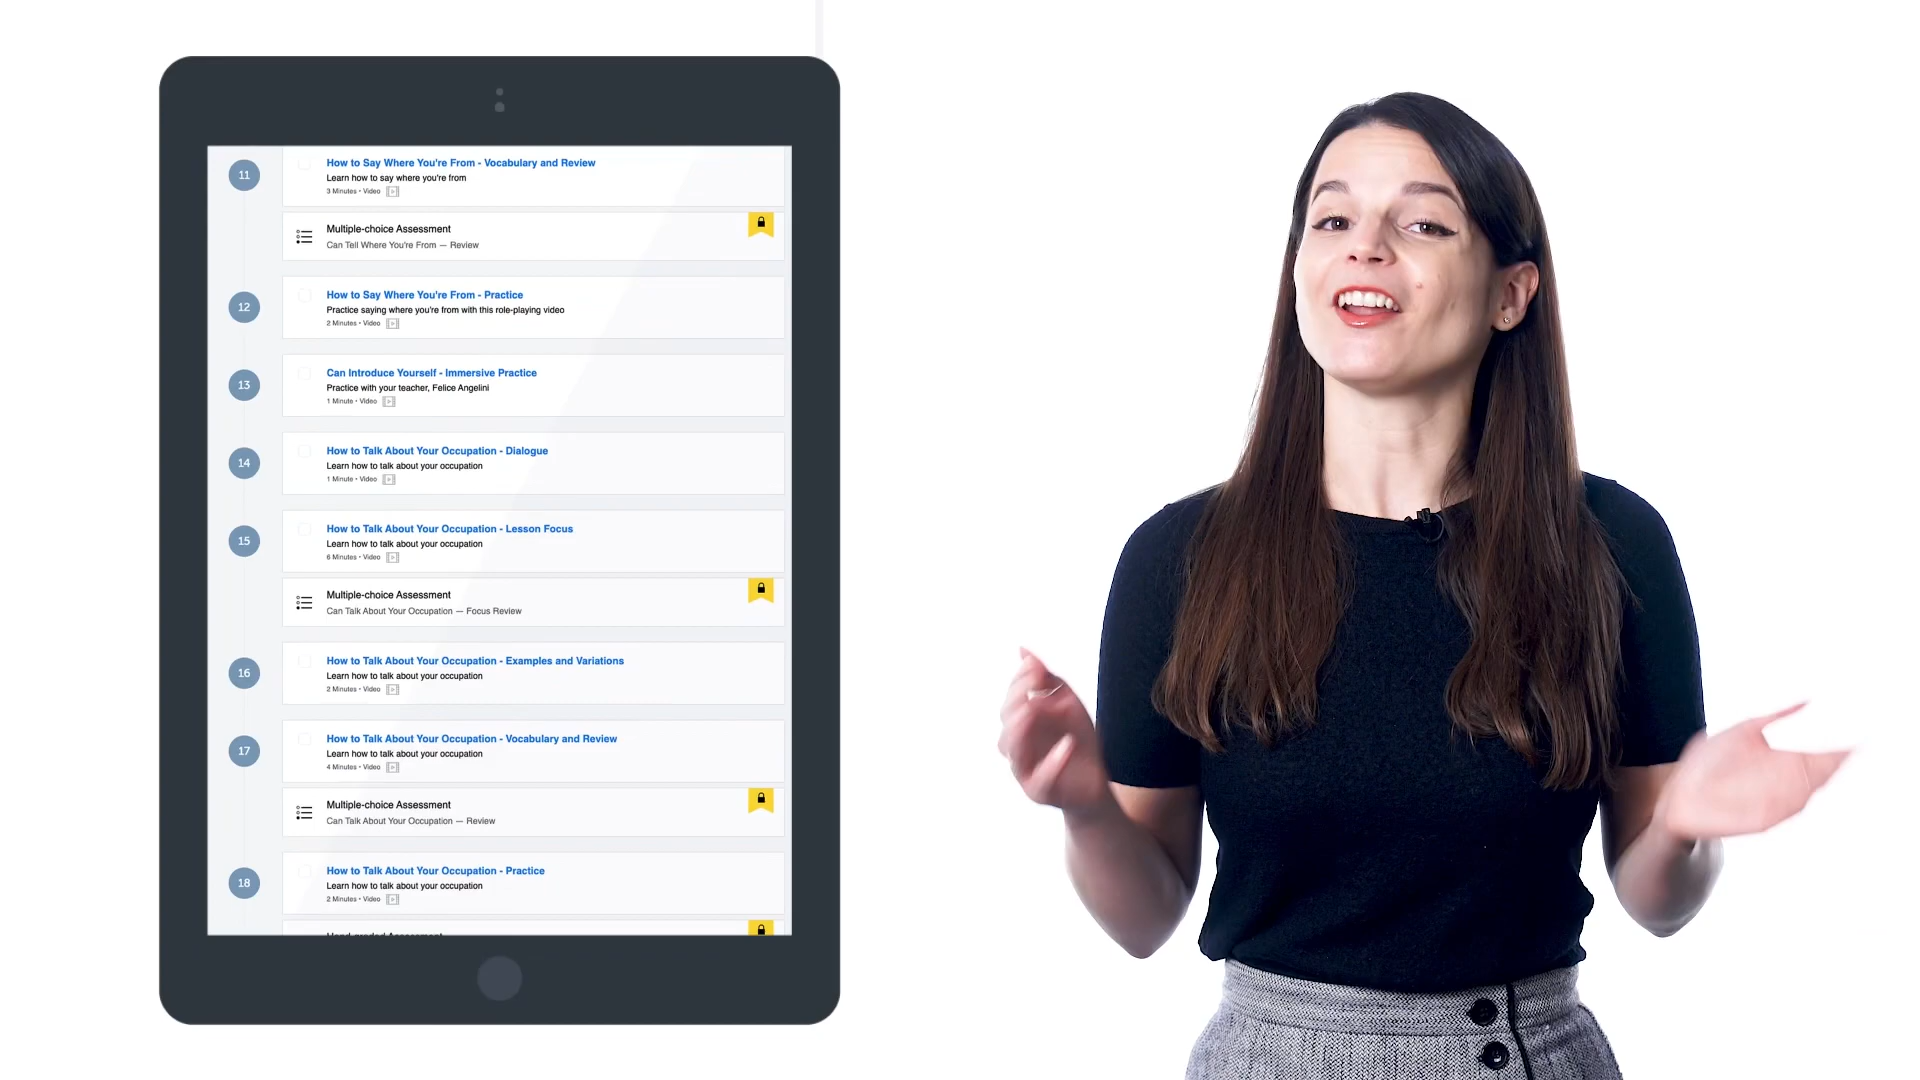 11
How to Say Where You're From - Vocabulary and Review
Learn how to say where you're from
3 Minutes • Video
Multiple-choice Assessment
Can Tell Where You're From — Review
12
How to Say Where You're From - Practice
Practice saying where you're from with this role-playing video
2 Minutes • Video
13
Can Introduce Yourself - Immersive Practice
Practice with your teacher, Felice Angelini
1 Minute • Video
14
How to Talk About Your Occupation - Dialogue
Learn how to talk about your occupation
1 Minute • Video
15
How to Talk About Your Occupation - Lesson Focus
Learn how to talk about your occupation
6 Minutes • Video
Multiple-choice Assessment
Can Talk About Your Occupation — Focus Review
16
How to Talk About Your Occupation - Examples and Variations
Learn how to talk about your occupation
2 Minutes • Video
17
How to Talk About Your Occupation - Vocabulary and Review
Learn how to talk about your occupation
4 Minutes • Video
Multiple-choice Assessment
Can Talk About Your Occupation — Review
18
How to Talk About Your Occupation - Practice
Learn how to talk about your occupation
2 Minutes • Video